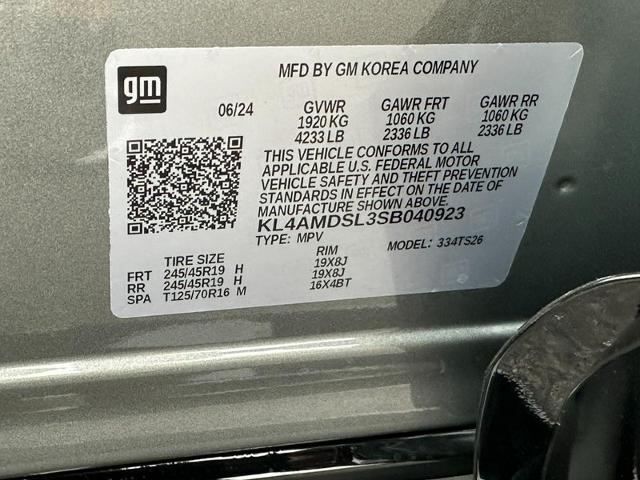 gm
MFD BY GM KOREA COMPANY
06/24 GVWR GAWR FRT GAWR RR
1920 KG 1060 KG 1060 KG
4233 LB 2336 LB 2336 LB
THIS VEHICLE CONFORMS TO ALL
APPLICABLE U.S. FEDERAL MOTOR
VEHICLE SAFETY AND THEFT PREVENTION
STANDARDS IN EFFECT ON THE DATE OF
MANUFACTURE SHOWN ABOVE.
KL4AMDSL3SB040923
TYPE: MPV MODEL: 334TS26
TIRE SIZE RIM
FRT 245/45R19 H 19X8J
RR 245/45R19 H 19X8J
SPA T125/70R16 M 16X4BT